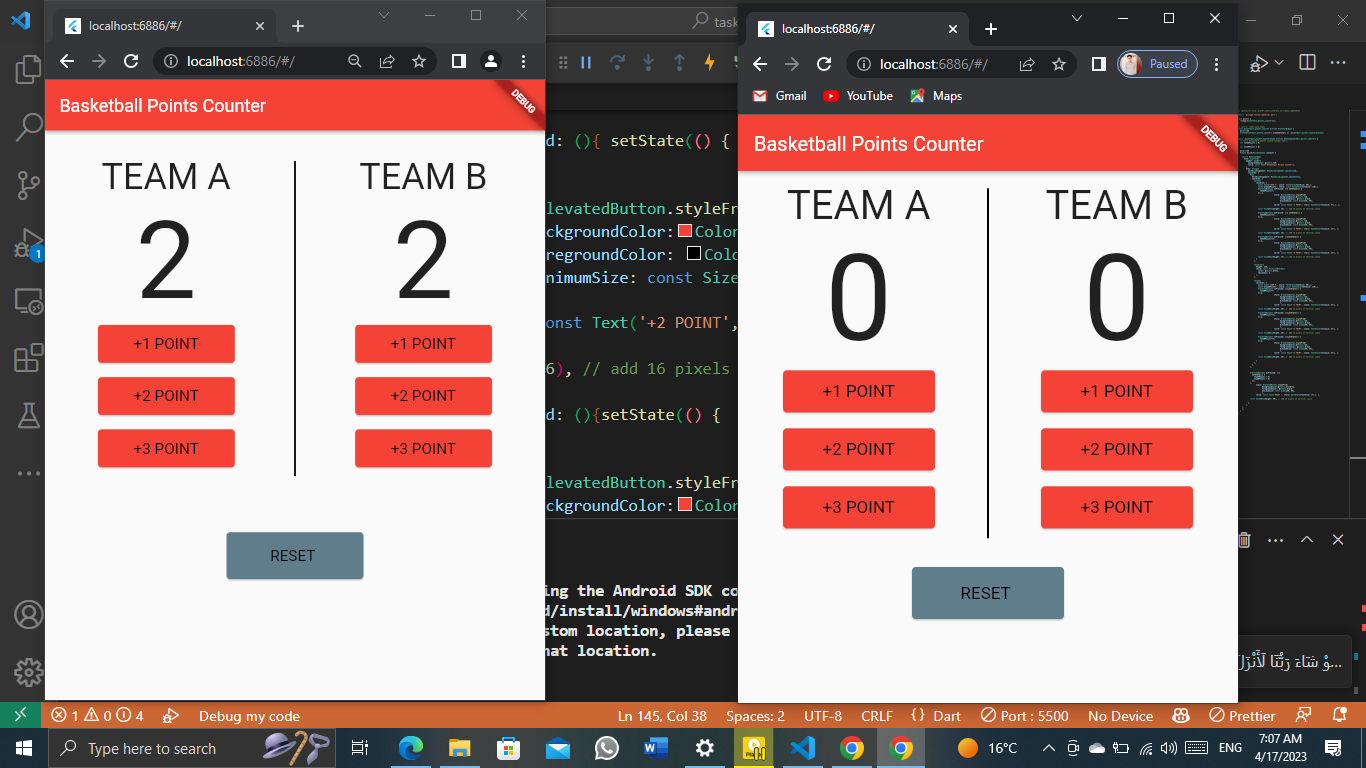 localhost:6886/#/
localhost:6886/#/
Basketball Points Counter
DEBUG
TEAM A
TEAM B
2
2
+1 POINT
+1 POINT
+2 POINT
+2 POINT
+3 POINT
+3 POINT
RESET
task
d: (){ setState(() {
levatedButton.styleFr
ckgroundColor: Color
regroundColor: Colo
nimumSize: const Size
onst Text('+2 POINT',
6), // add 16 pixels
d: (){setState(() {
levatedButton.styleFr
ckgroundColor: Color
ing the Android SDK co
d/install/windows#andr
stom location, please
hat location.
localhost:6886/#/
localhost:6886/#/
Paused
Gmail
YouTube
Maps
Basketball Points Counter
DEBUG
TEAM A
TEAM B
0
0
+1 POINT
+1 POINT
+2 POINT
+2 POINT
+3 POINT
+3 POINT
RESET
1
...وْ شَآءَ رَبُّنَا لَأَنْزَلَ
1 0 4
Debug my code
Ln 145, Col 38
Spaces: 2
UTF-8
CRLF
{ } Dart
Port : 5500
No Device
Prettier
Type here to search
16°C
ENG
7:07 AM
4/17/2023